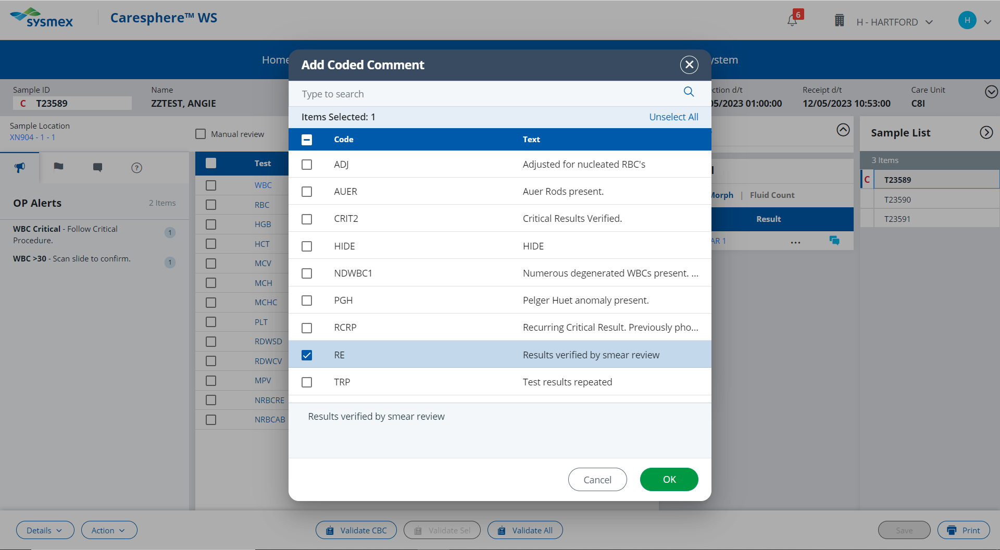 sysmex
Caresphere™ WS
6
H - HARTFORD
H
Home
ystem
Add Coded Comment
Sample ID
C T23589
Name
ZZTEST, ANGIE
ction d/t
05/2023 01:00:00
Receipt d/t
12/05/2023 10:53:00
Care Unit
C8I
Type to search
Items Selected: 1
Unselect All
Sample Location
XN904 - 1 - 1
Manual review
Code Text
ADJ Adjusted for nucleated RBC's
AUER Auer Rods present.
CRIT2 Critical Results Verified.
HIDE HIDE
NDWBC1 Numerous degenerated WBCs present. ...
PGH Pelger Huet anomaly present.
RCRP Recurring Critical Result. Previously pho...
RE Results verified by smear review
TRP Test results repeated
Results verified by smear review
Cancel
OK
OP Alerts
2 Items
WBC Critical - Follow Critical
Procedure.
1
WBC >30 - Scan slide to confirm.
1
Test
WBC
RBC
HGB
HCT
MCV
MCH
MCHC
PLT
RDWSD
RDWCV
MPV
NRBCRE
NRBCAB
Morph | Fluid Count
Result
AR 1 ...
Sample List
3 Items
C T23589
T23590
T23591
Details
Action
Validate CBC
Validate Sel
Validate All
Save
Print